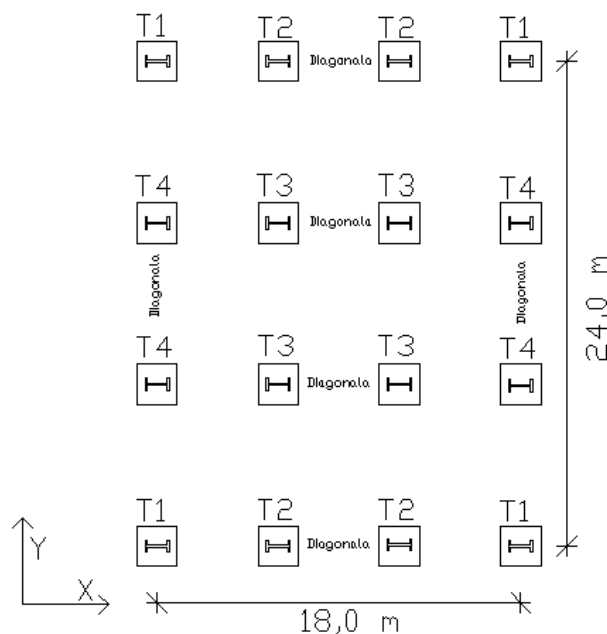 T1 T2 T2 T1
Diagonala
T4 T3 T3 T4
Diagonala
Diagonala
Diagonala
24,0 m
T4 T3 T3 T4
Diagonala
T1 T2 T2 T1
Diagonala
Y
X
18,0 m